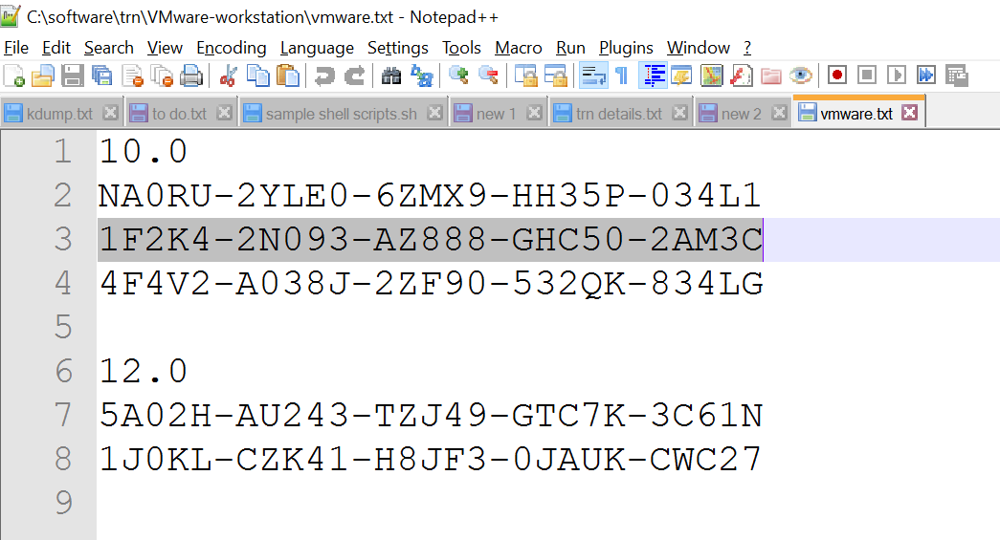 C:\software\trn\VMware-workstation\vmware.txt - Notepad++
File Edit Search View Encoding Language Settings Tools Macro Run Plugins Window ?
kdump.txt to do.txt sample shell scripts.sh new 1 trn details.txt new 2 vmware.txt
1 10.0
2 NA0RU-2YLE0-6ZMX9-HH35P-034L1
3 1F2K4-2N093-AZ888-GHC50-2AM3C
4 4F4V2-A038J-2ZF90-532QK-834LG
5
6 12.0
7 5A02H-AU243-TZJ49-GTC7K-3C61N
8 1J0KL-CZK41-H8JF3-0JAUK-CWC27
9